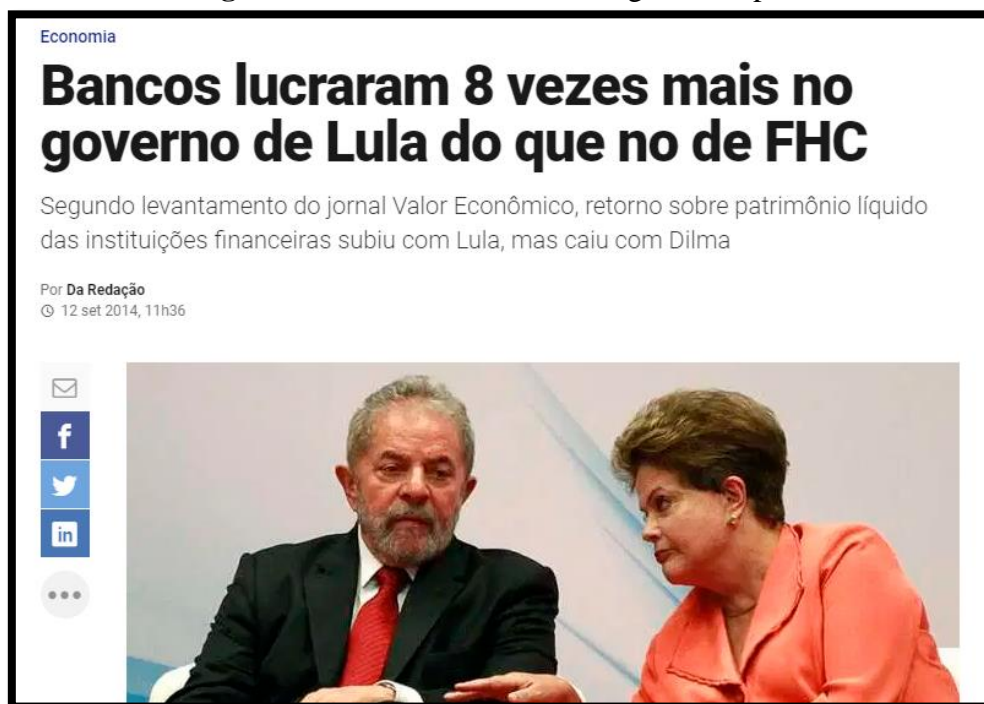 Economia
Bancos lucraram 8 vezes mais no
governo de Lula do que no de FHC
Segundo levantamento do jornal Valor Econômico, retorno sobre patrimônio líquido
das instituições financeiras subiu com Lula, mas caiu com Dilma
Por Da Redação
12 set 2014, 11h36
f
in